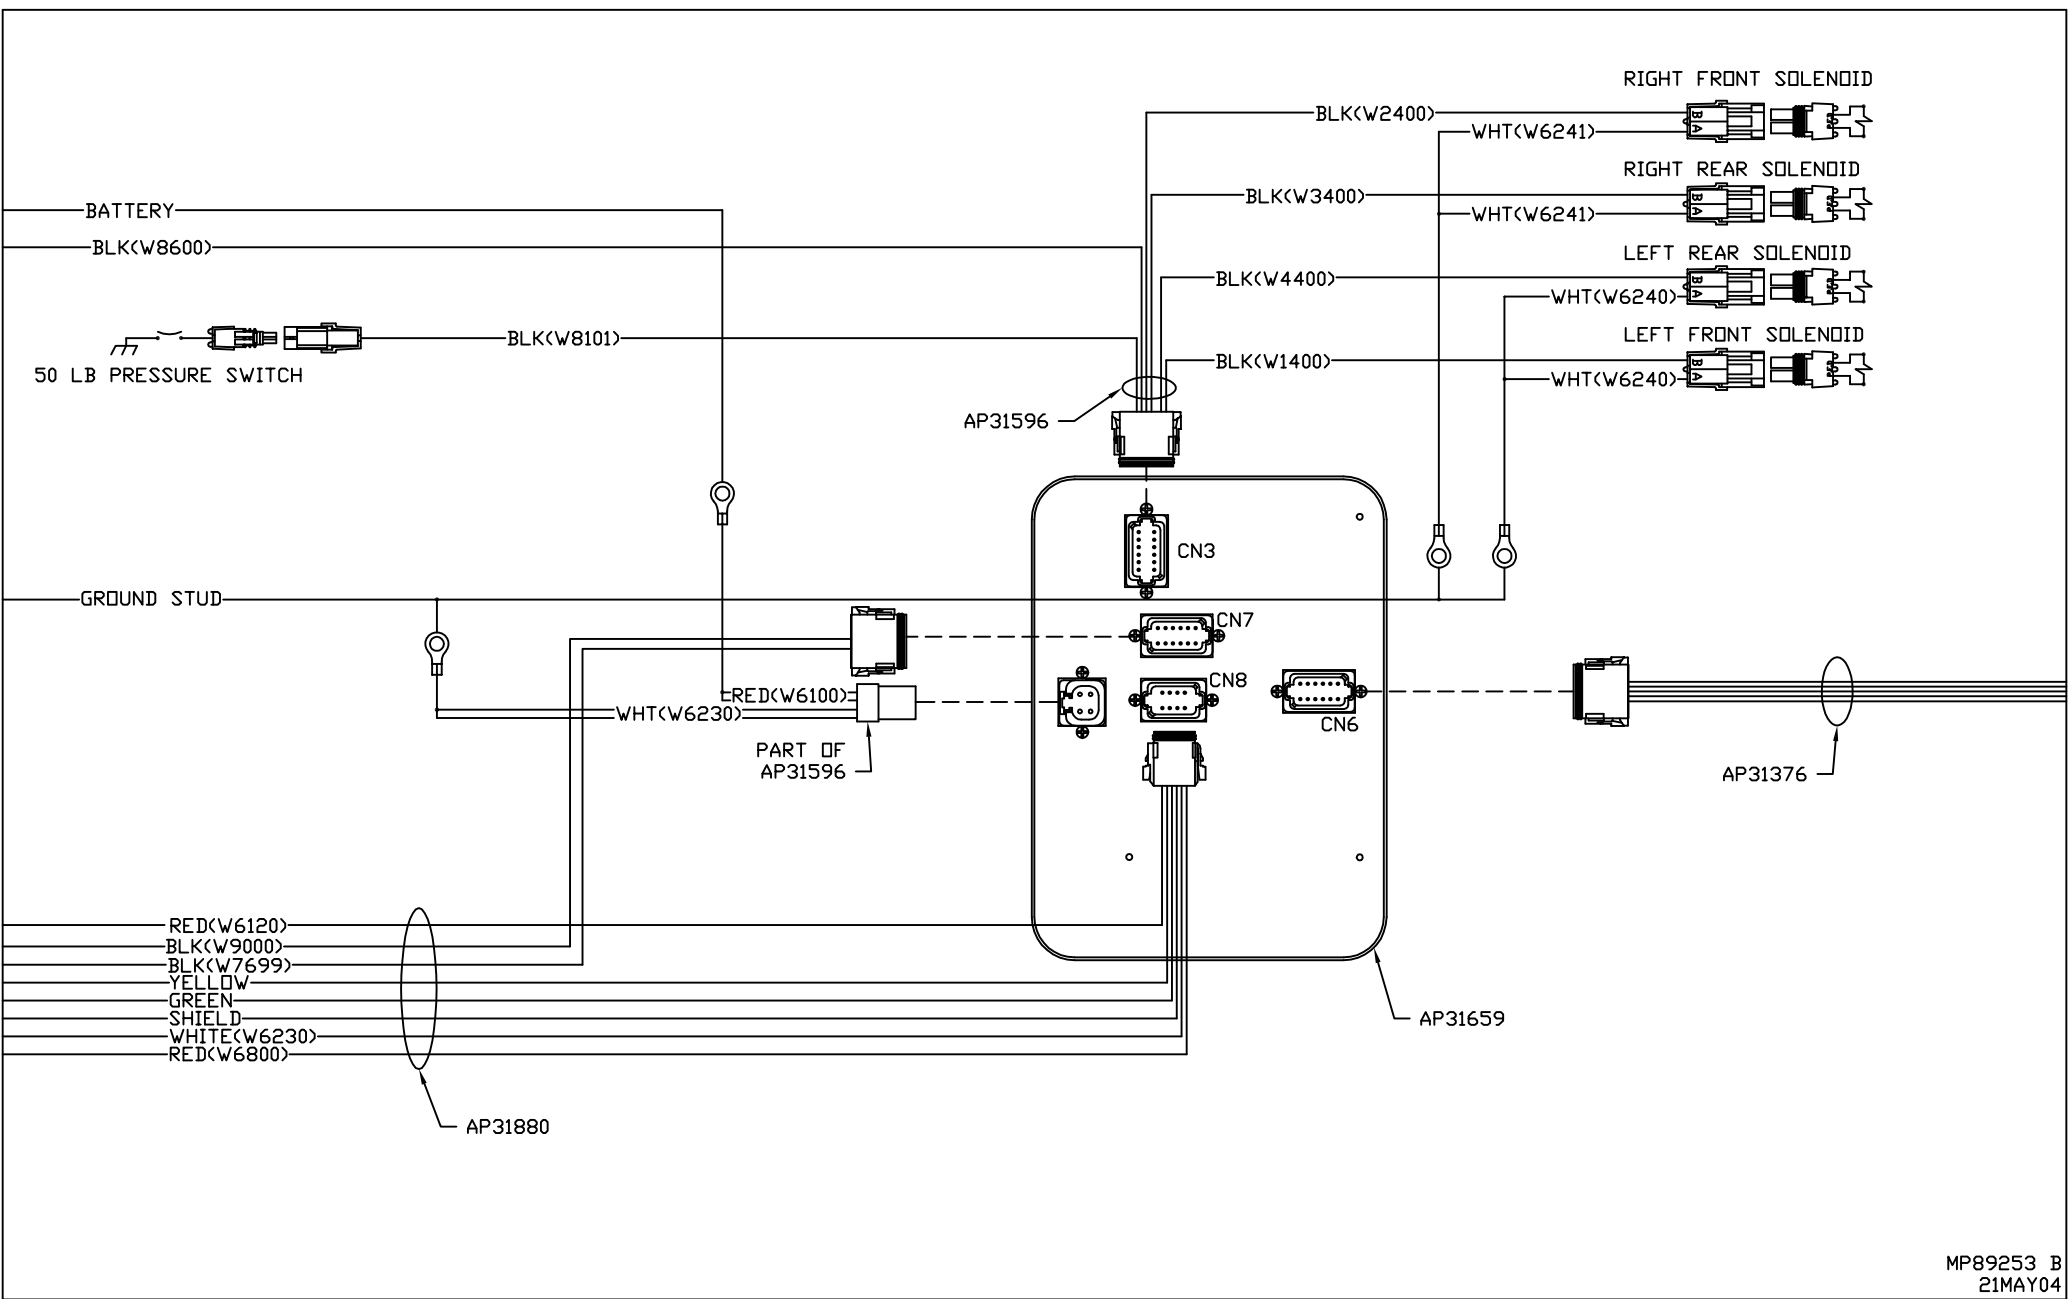 RIGHT FRONT SOLENOID
BLK(W2400)
WHT(W6241)
B
A
RIGHT REAR SOLENOID
BLK(W3400)
WHT(W6241)
B
A
BATTERY
BLK(W8600)
LEFT REAR SOLENOID
BLK(W4400)
WHT(W6240)
B
A
LEFT FRONT SOLENOID
BLK(W8101)
BLK(W1400)
WHT(W6240)
B
A
50 LB PRESSURE SWITCH
AP31596
CN3
GROUND STUD
CN7
CN8
RED(W6100)
WHT(W6230)
CN6
PART OF
AP31596
AP31376
RED(W6120)
BLK(W9000)
BLK(W7699)
YELLOW
GREEN
SHIELD
WHITE(W6230)
RED(W6800)
AP31659
AP31880
MP89253 B
21MAY04